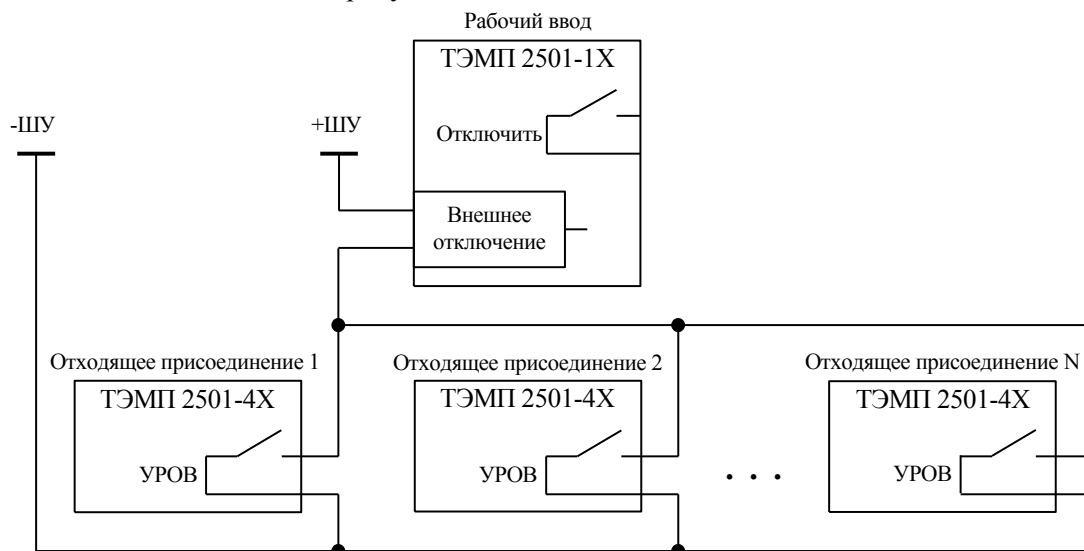 Рабочий ввод
ТЭМП 2501-1Х
-ШУ
+ШУ
Отключить
Внешнее
отключение
Отходящее присоединение 1
Отходящее присоединение 2
Отходящее присоединение N
ТЭМП 2501-4Х
ТЭМП 2501-4Х
ТЭМП 2501-4Х
УРОВ
УРОВ
. . .
УРОВ